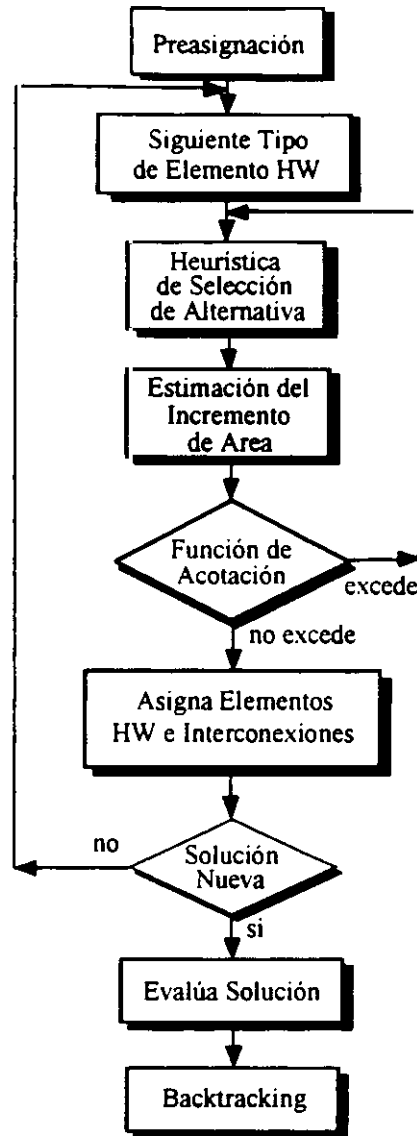 Preasignación
Siguiente Tipo
de Elemento HW
Heurística
de Selección
de Alternativa
Estimación del
Incremento
de Area
Función de
Acotación
excede
no excede
Asigna Elementos
HW e Interconexiones
no
Solución
Nueva
si
Evalúa Solución
Backtracking